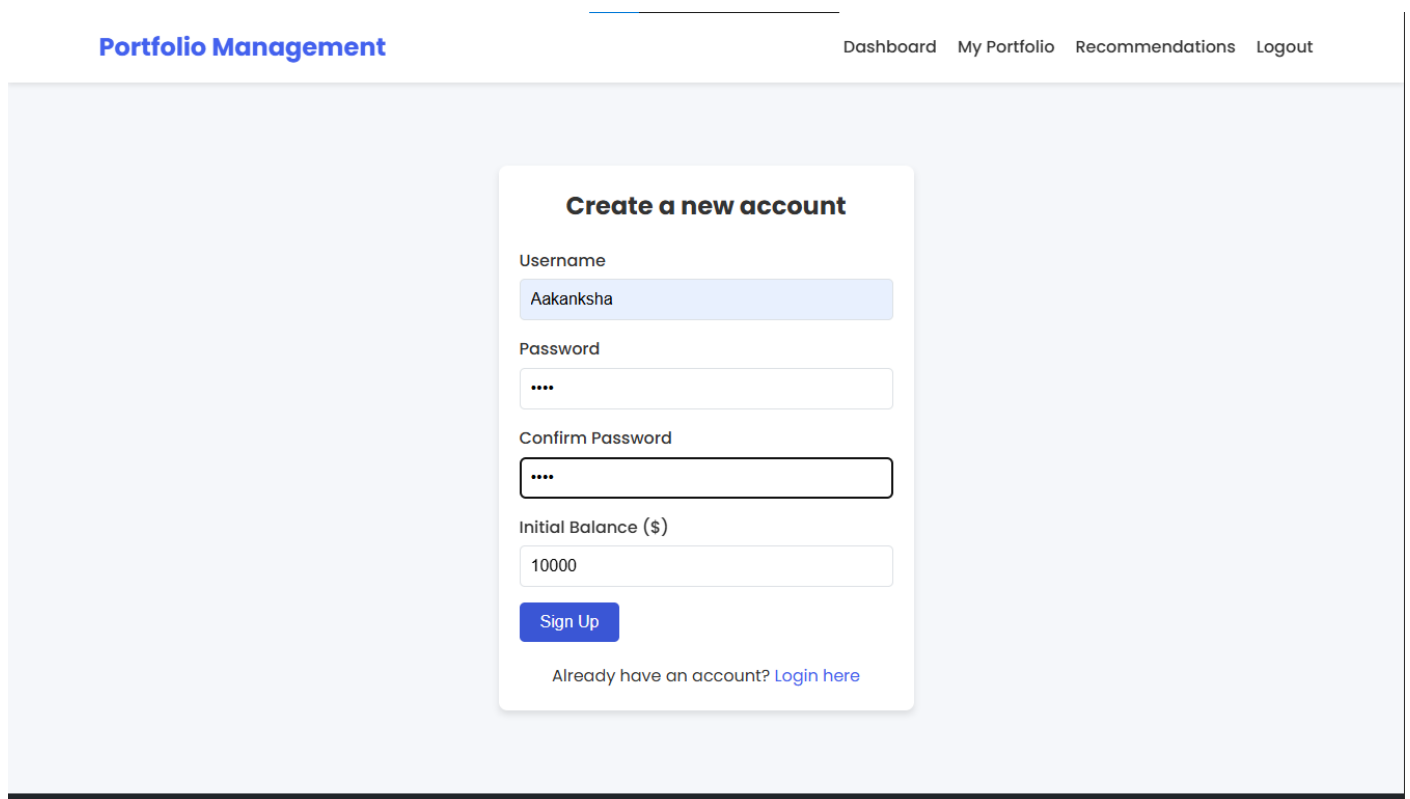 Portfolio Management
Dashboard My Portfolio Recommendations Logout
Create a new account
Username
Aakanksha
Password
••••
Confirm Password
••••
Initial Balance ($)
10000
Sign Up
Already have an account? Login here